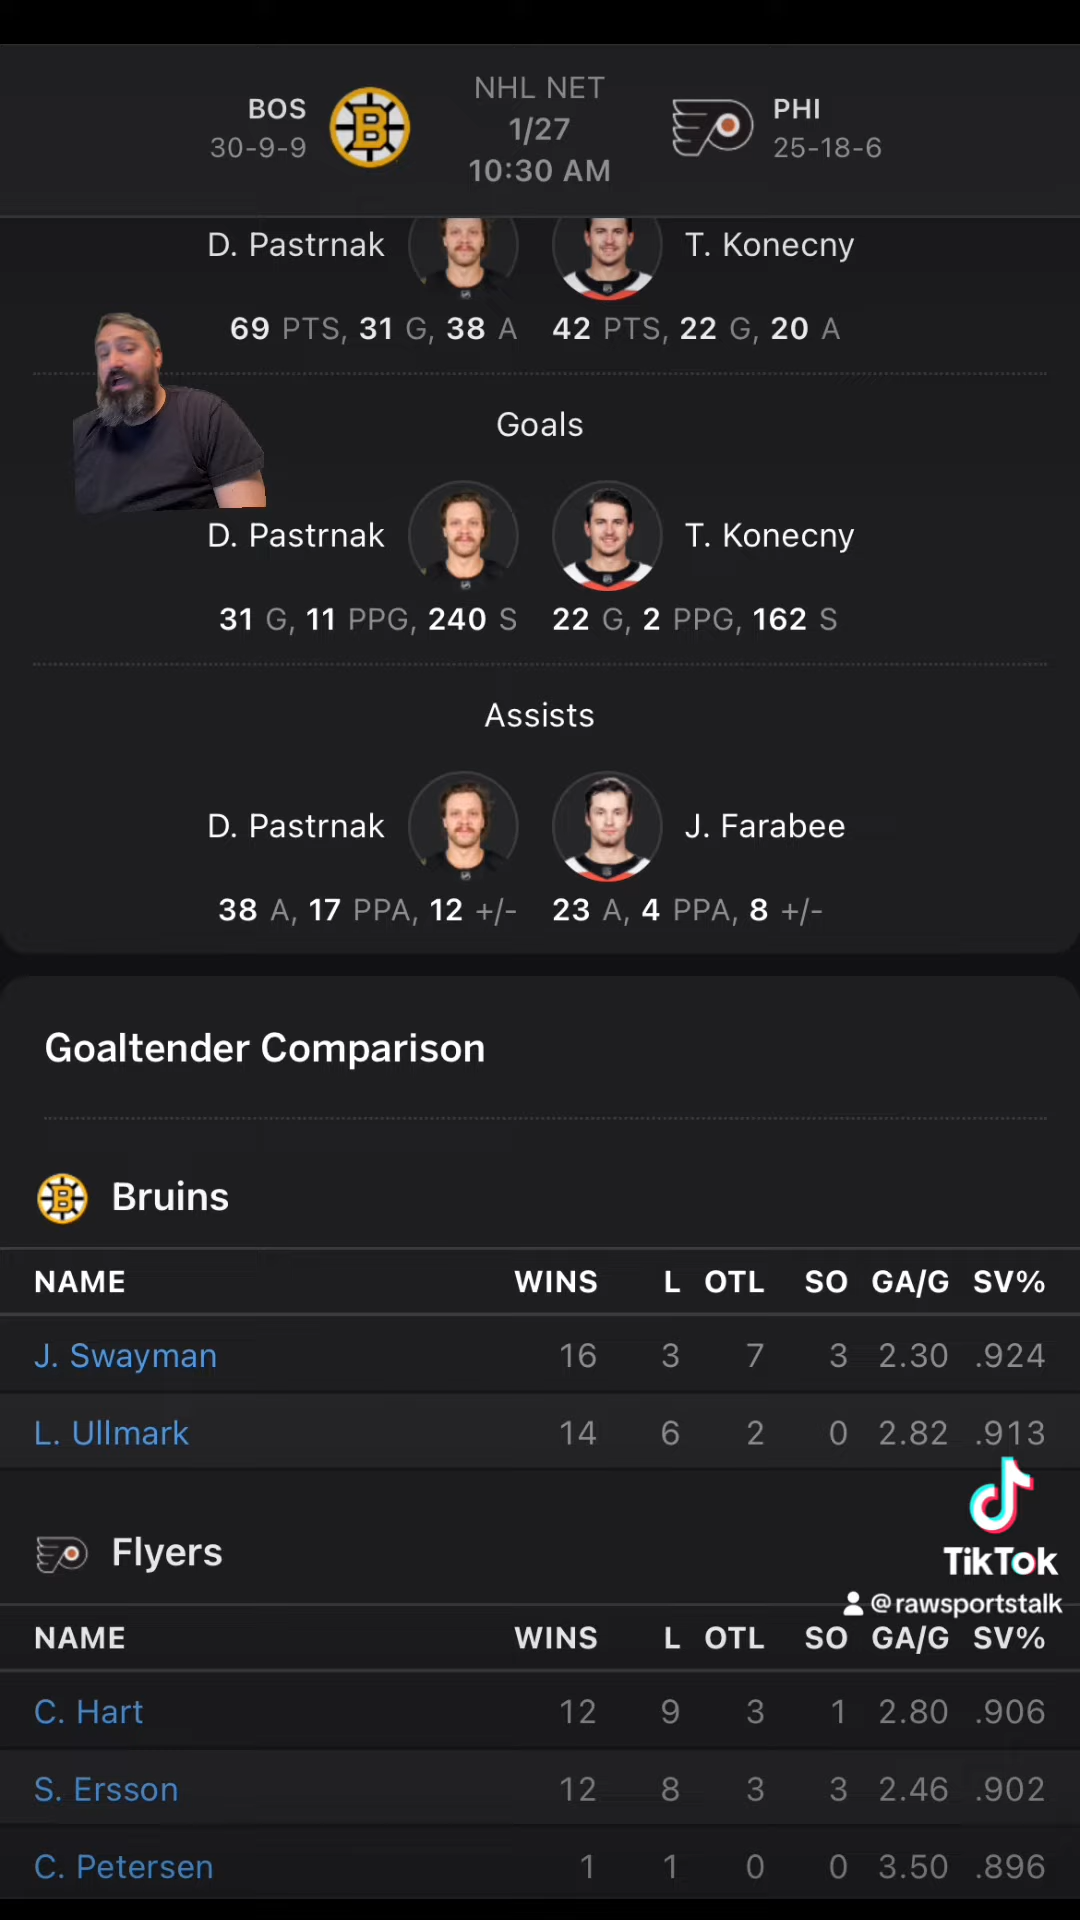 NHL NET
BOS
1/27
PHI
30-9-9
10:30 AM
25-18-6
D. Pastrnak
T. Konecny
69 PTS, 31 G, 38 A
42 PTS, 22 G, 20 A
Goals
D. Pastrnak
T. Konecny
31 G, 11 PPG, 240 S
22 G, 2 PPG, 162 S
Assists
D. Pastrnak
J. Farabee
38 A, 17 PPA, 12 +/-
23 A, 4 PPA, 8 +/-
Goaltender Comparison
B Bruins
NAME WINS L OTL SO GA/G SV%
J. Swayman 16 3 7 3 2.30 .924
L. Ullmark 14 6 2 0 2.82 .913
TikTok
@rawsportstalk
Flyers
NAME WINS L OTL SO GA/G SV%
C. Hart 12 9 3 1 2.80 .906
S. Ersson 12 8 3 3 2.46 .902
C. Petersen 1 1 0 0 3.50 .896